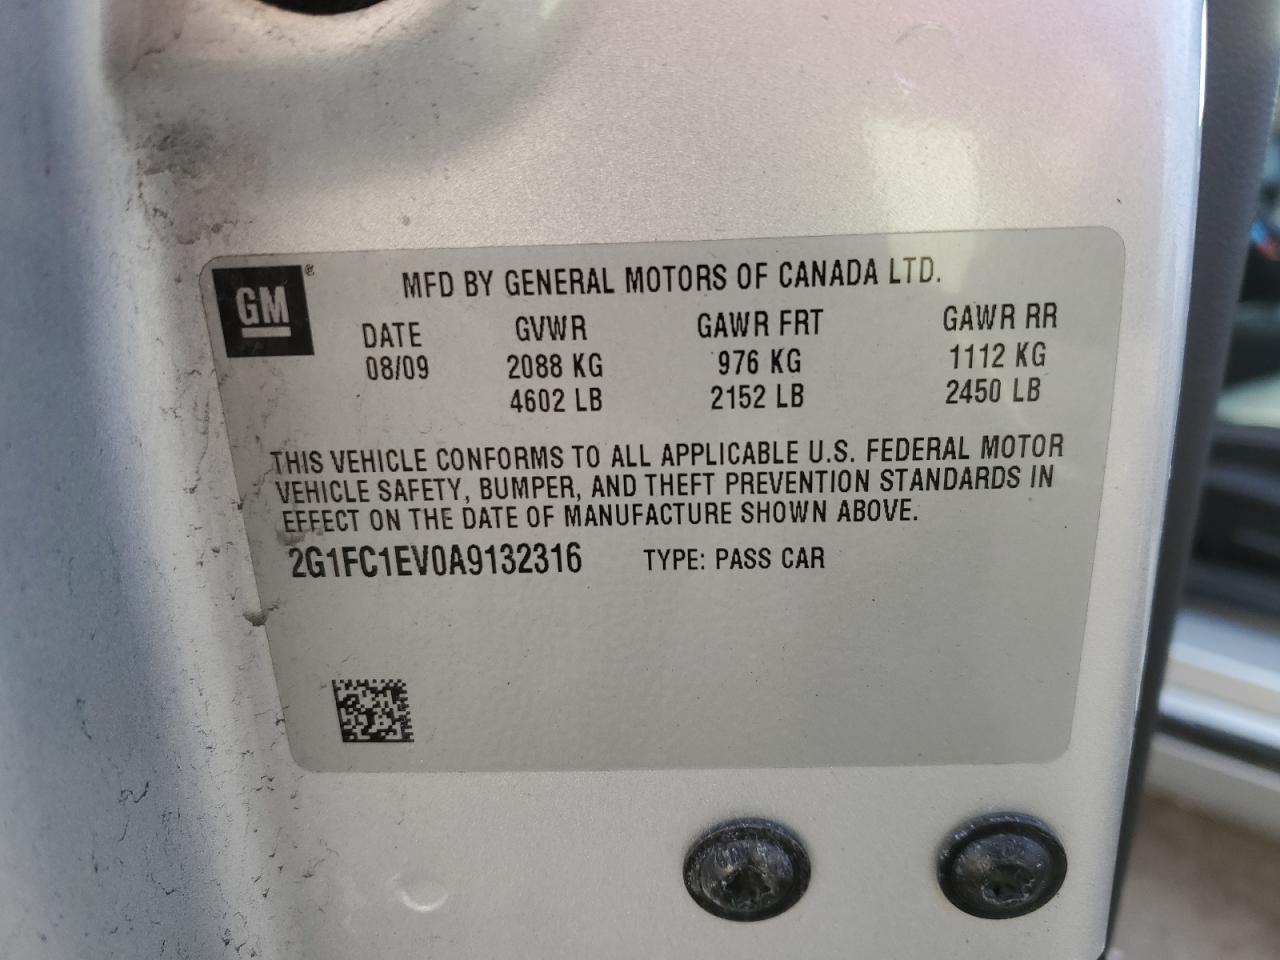 GM®
MFD BY GENERAL MOTORS OF CANADA LTD.
DATE GVWR GAWR FRT GAWR RR
08/09 2088 KG 976 KG 1112 KG
4602 LB 2152 LB 2450 LB
THIS VEHICLE CONFORMS TO ALL APPLICABLE U.S. FEDERAL MOTOR
VEHICLE SAFETY, BUMPER, AND THEFT PREVENTION STANDARDS IN
EFFECT ON THE DATE OF MANUFACTURE SHOWN ABOVE.
2G1FC1EV0A9132316 TYPE: PASS CAR